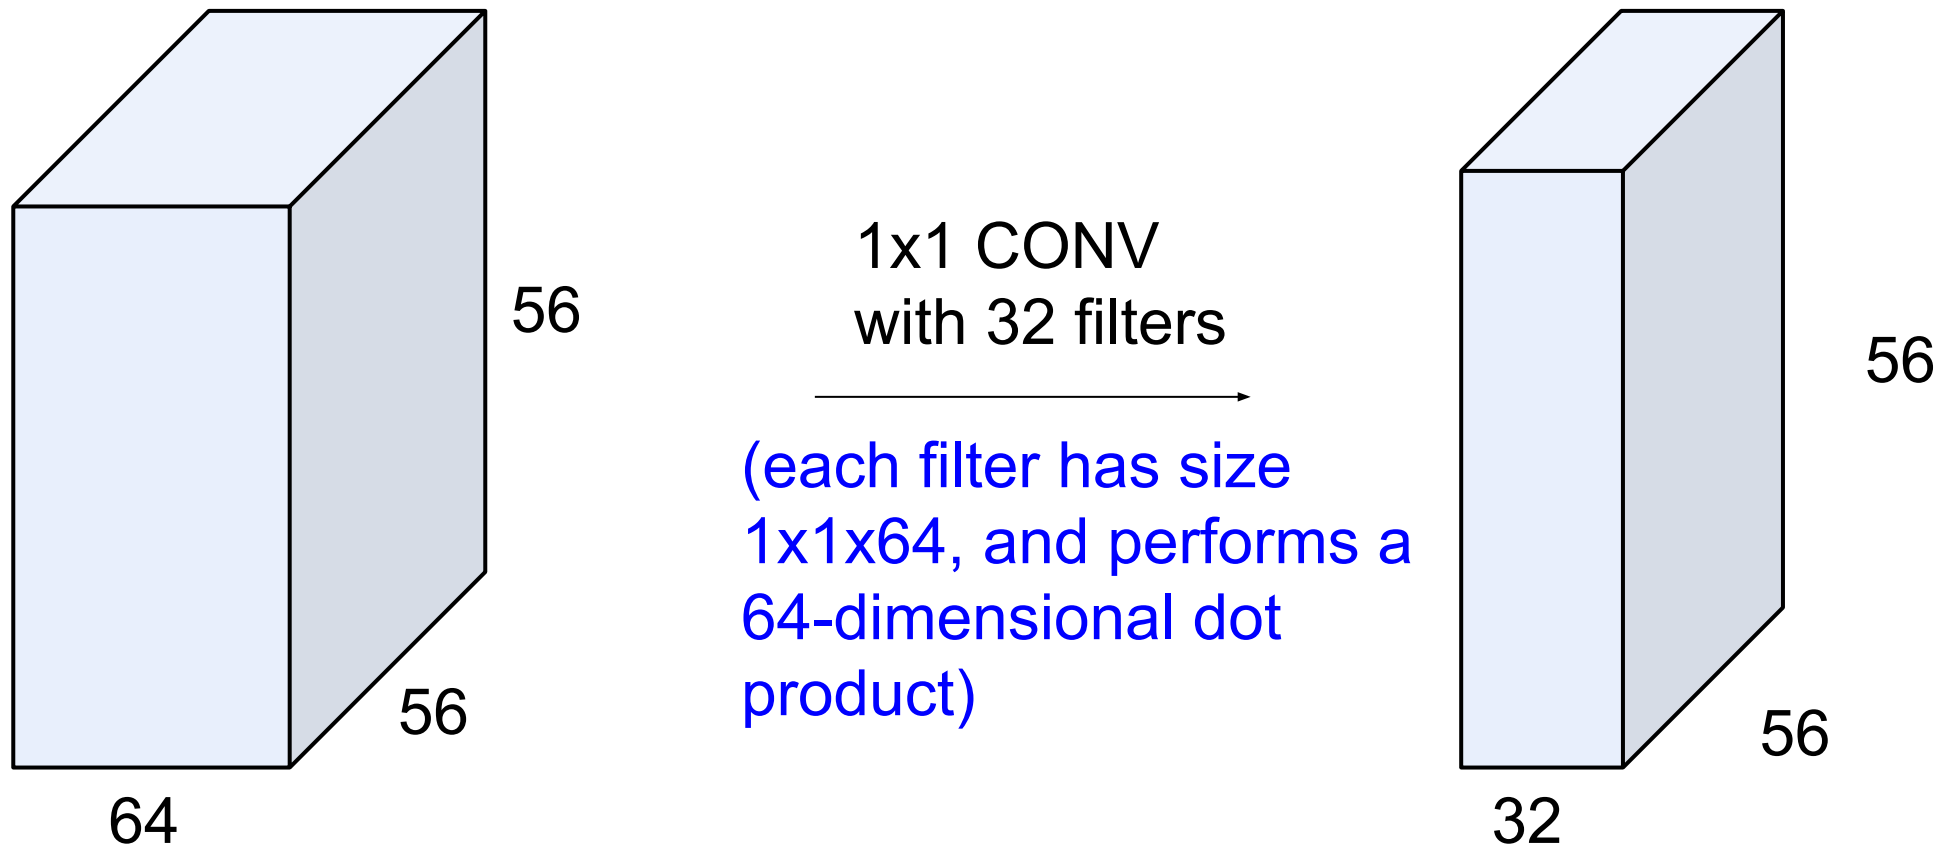 56
56
64
1x1 CONV
with 32 filters
(each filter has size
1x1x64, and performs a
64-dimensional dot
product)
56
56
32